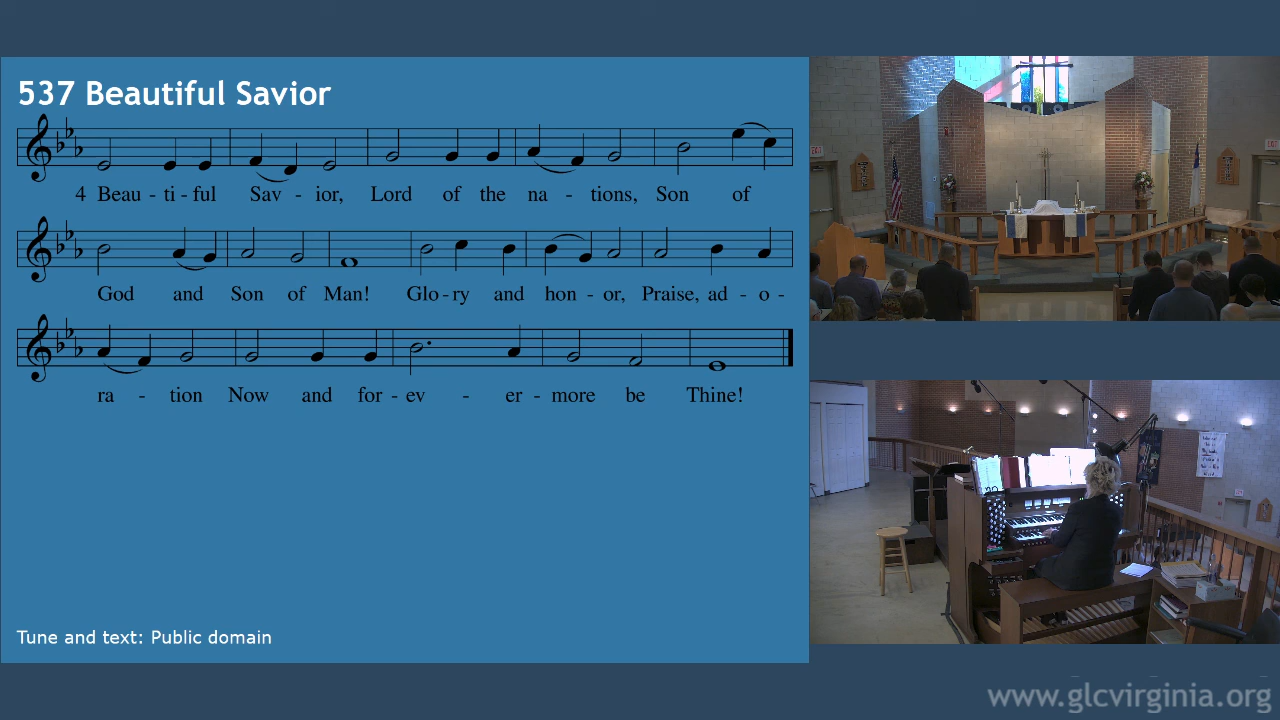 537 Beautiful Savior
4 Beau - ti - ful Sav - ior, Lord of the na - tions, Son of
God and Son of Man! Glo - ry and hon - or, Praise, ad - o -
ra - tion Now and for - ev - er - more be Thine!
Tune and text: Public domain
EXIT
EXIT
www.glcvirginia.org